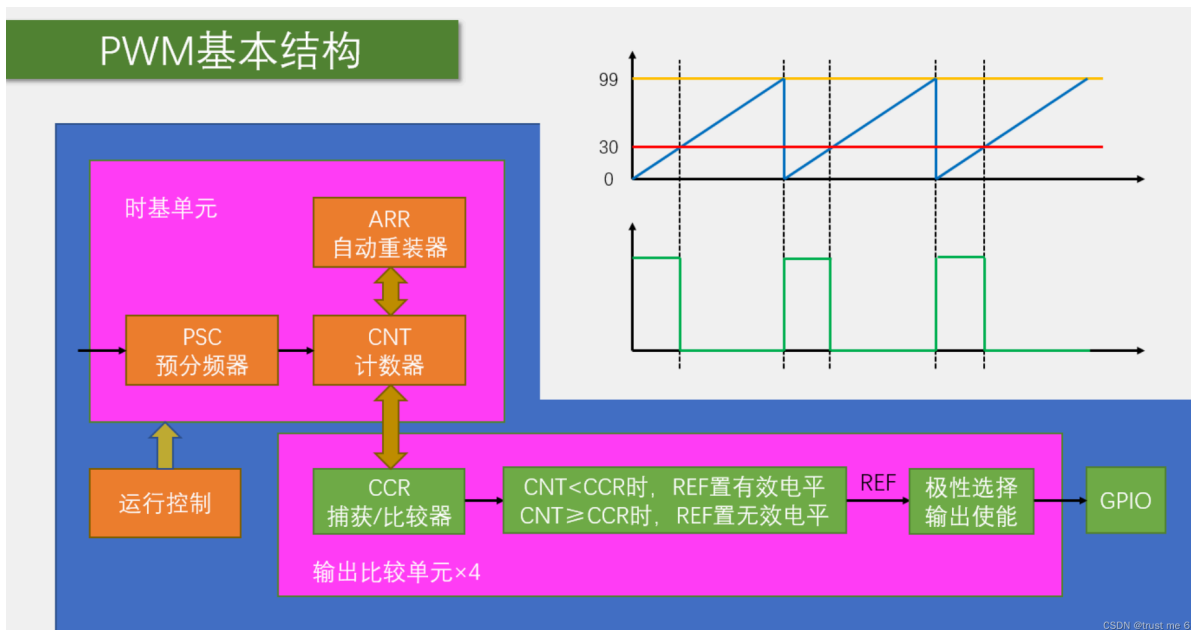 PWM基本结构
99
30
0
时基单元
ARR
自动重装器
PSC
预分频器
CNT
计数器
运行控制
CCR
捕获/比较器
CNT<CCR时，REF置有效电平
CNT≥CCR时，REF置无效电平
REF
极性选择
输出使能
GPIO
输出比较单元×4
CSDN @trust me 6